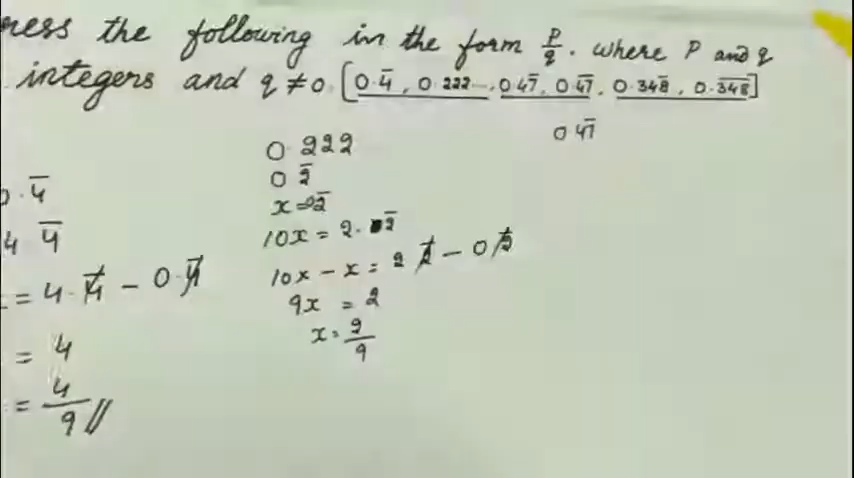 ress the following in the form P/q. where P and q
integers and q ≠ 0. [0.4̅, 0.222..., 0.47̅, 0.4̅7̅, 0.348̅, 0.3̅4̅8̅]
0.47̅
0.4̅
4.4̅
= 4.4̅ - 0.4̅
= 4
= 4/9 //
0.222
0.2̅
x = 0.2̅
10x = 2.2̅
10x - x = 2.2̅ - 0.2̅
9x = 2
x = 2/9